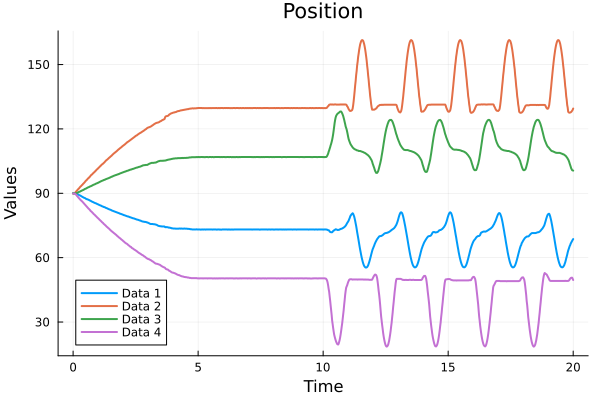 Position
Values
150
120
90
60
30
Data 1
Data 2
Data 3
Data 4
0 5 10 15 20
Time